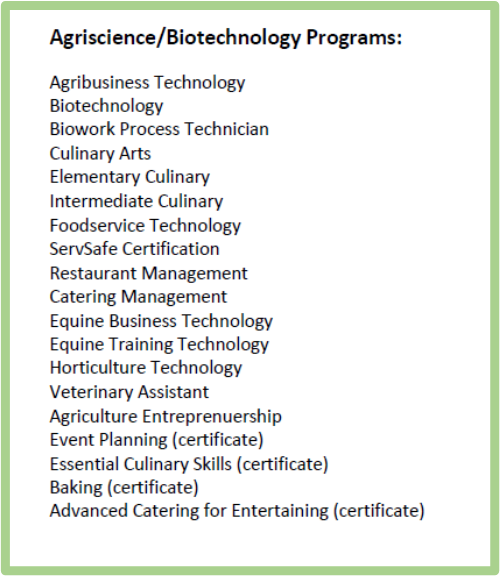 Agriscience/Biotechnology Programs:
Agribusiness Technology
Biotechnology
Biowork Process Technician
Culinary Arts
Elementary Culinary
Intermediate Culinary
Foodservice Technology
ServSafe Certification
Restaurant Management
Catering Management
Equine Business Technology
Equine Training Technology
Horticulture Technology
Veterinary Assistant
Agriculture Entreprenuership
Event Planning (certificate)
Essential Culinary Skills (certificate)
Baking (certificate)
Advanced Catering for Entertaining (certificate)